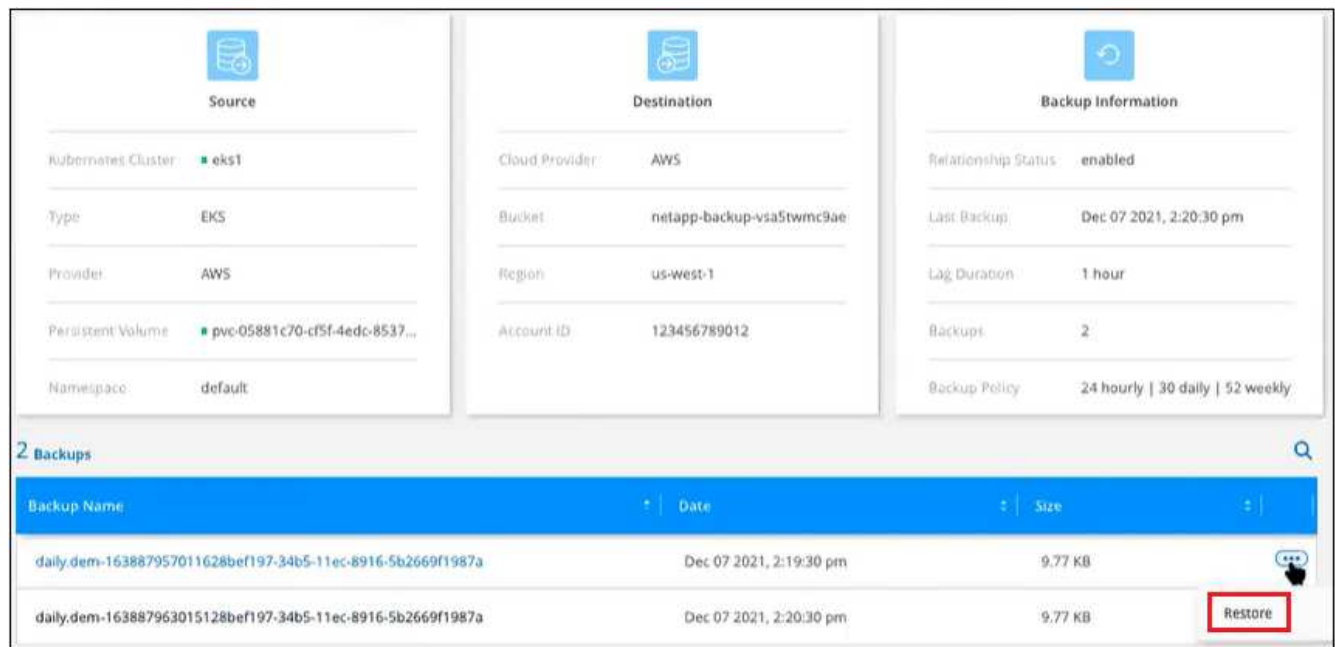 Source
Kubernetes Cluster eks1
Type EKS
Provider AWS
Persistent Volume pvc-05881c70-cf5f-4edc-8537...
Namespace default
Destination
Cloud Provider AWS
Bucket netapp-backup-vsa5twmc9ae
Region us-west-1
Account ID 123456789012
Backup Information
Relationship Status enabled
Last Backup Dec 07 2021, 2:20:30 pm
Lag Duration 1 hour
Backups 2
Backup Policy 24 hourly | 30 daily | 52 weekly
2 Backups
Backup Name Date Size
daily.dem-163887957011628bef197-34b5-11ec-8916-5b2669f1987a Dec 07 2021, 2:19:30 pm 9.77 KB
daily.dem-163887963015128bef197-34b5-11ec-8916-5b2669f1987a Dec 07 2021, 2:20:30 pm 9.77 KB
Restore